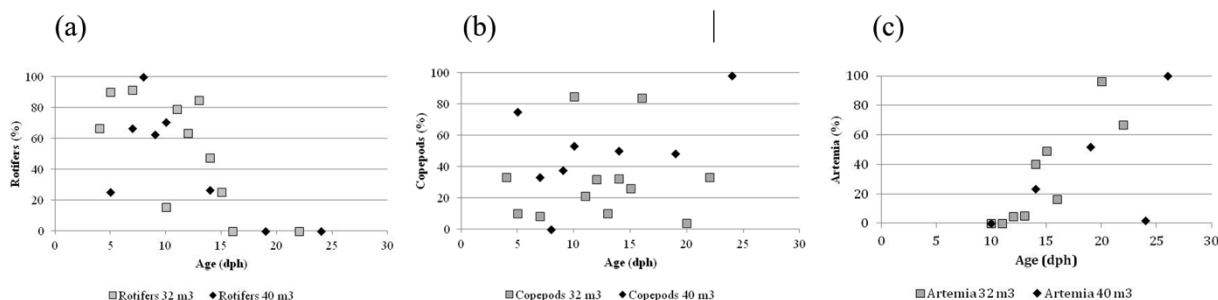 (a)
100
80
60
40
20
0
Rotifers (%)
0 5 10 15 20 25 30
Age (dph)
Rotifers 32 m3 Rotifers 40 m3
(b)
100
80
60
40
20
0
Copepods (%)
0 5 10 15 20 25 30
Age (dph)
Copepods 32 m3 Copepods 40 m3
(c)
100
80
60
40
20
0
Artemia (%)
0 5 10 15 20 25 30
Age (dph)
Artemia 32 m3 Artemia 40 m3